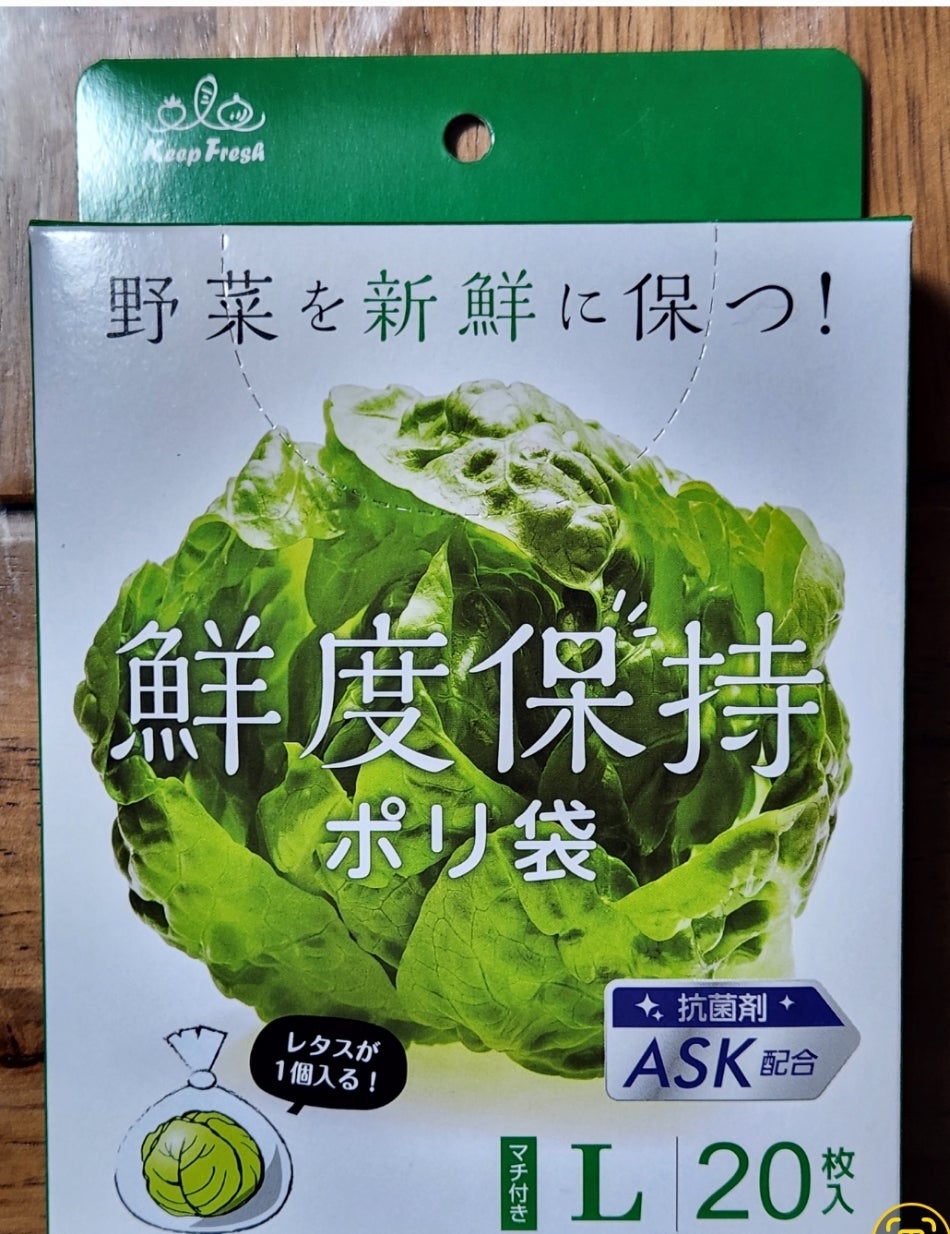 Keep Fresh
野菜を新鮮に保つ!
鮮度保持
ポリ袋
抗菌剤
ASK配合
レタスが
1個入る!
マチ付き
L
20枚入